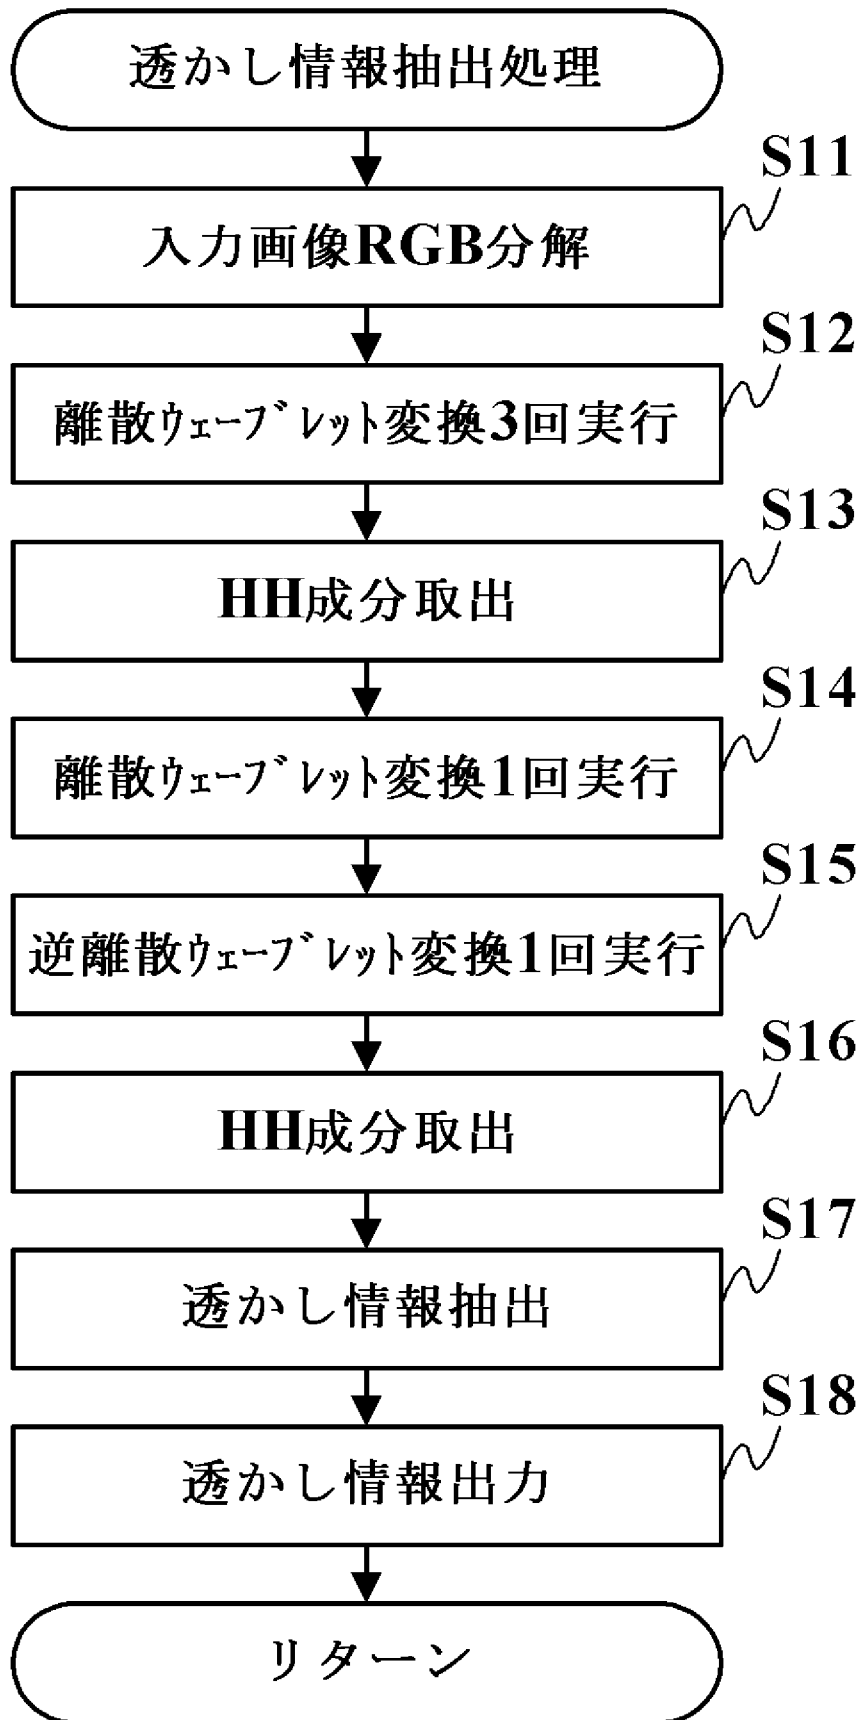 透かし情報抽出処理
S11
入力画像RGB分解
S12
離散ｳｪｰﾌﾞﾚｯﾄ変換3回実行
S13
HH成分取出
S14
離散ｳｪｰﾌﾞﾚｯﾄ変換1回実行
S15
逆離散ｳｪｰﾌﾞﾚｯﾄ変換1回実行
S16
HH成分取出
S17
透かし情報抽出
S18
透かし情報出力
リターン